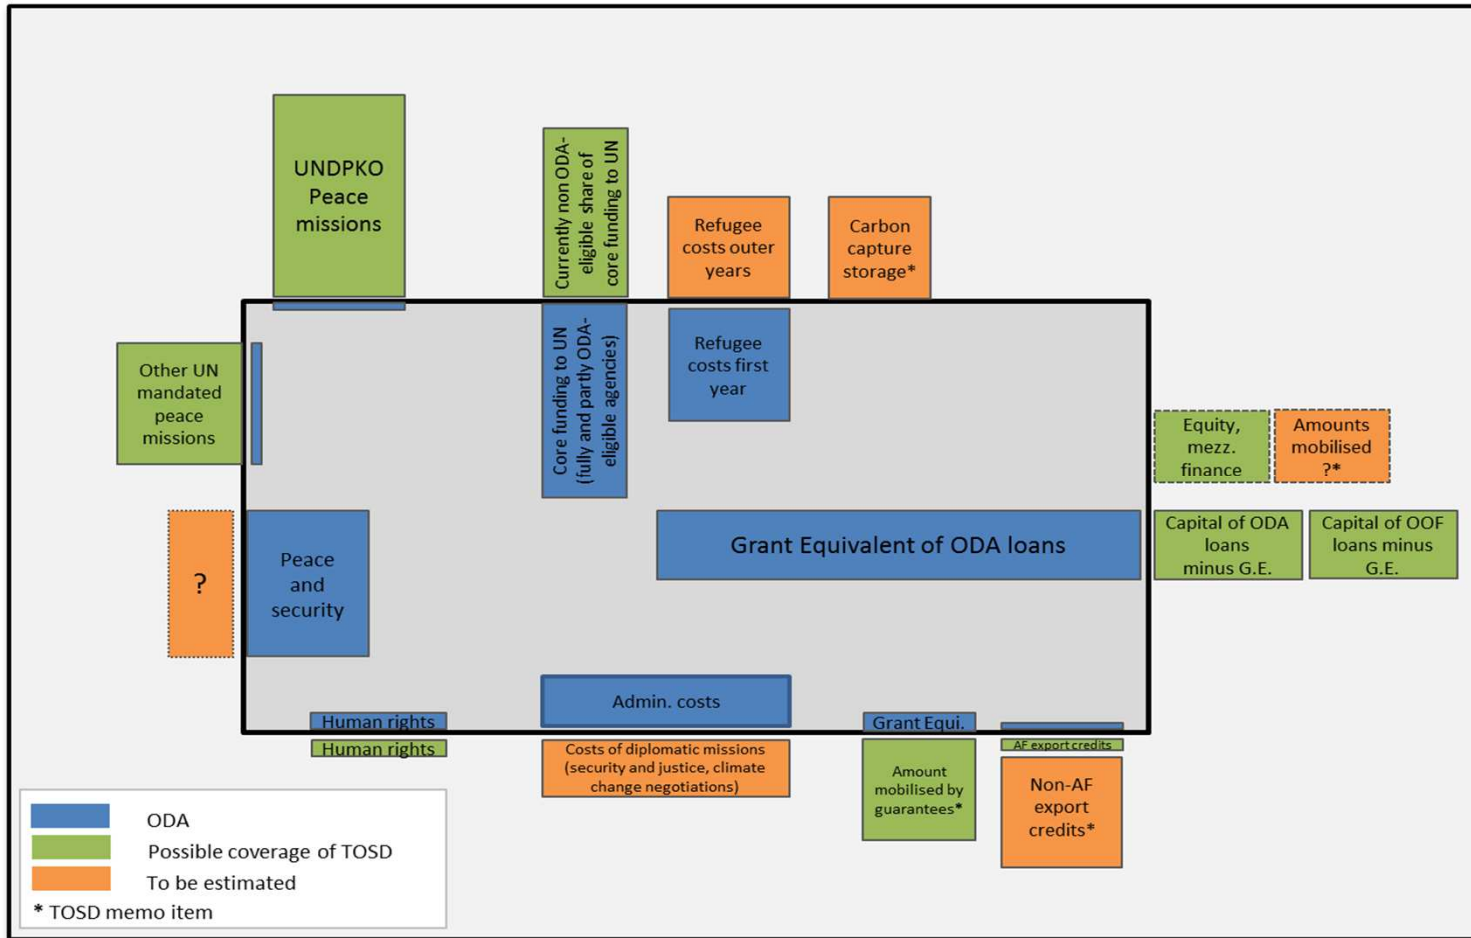 UNDPKO
Peace
missions
Currently non ODA-
eligible share of
core funding to UN
Refugee
costs outer
years
Carbon
capture
storage*
Other UN
mandated
peace
missions
Core funding to UN
(fully and partly ODA-
eligible agencies)
Refugee
costs first
year
Equity,
mezz.
finance
Amounts
mobilised
?*
?
Peace
and
security
Grant Equivalent of ODA loans
Capital of ODA
loans
minus G.E.
Capital of OOF
loans minus
G.E.
Human rights
Human rights
Admin. costs
Costs of diplomatic missions
(security and justice, climate
change negotiations)
Grant Equi.
Amount
mobilised by
guarantees*
AF export credits
Non-AF
export
credits*
ODA
Possible coverage of TOSD
To be estimated
* TOSD memo item